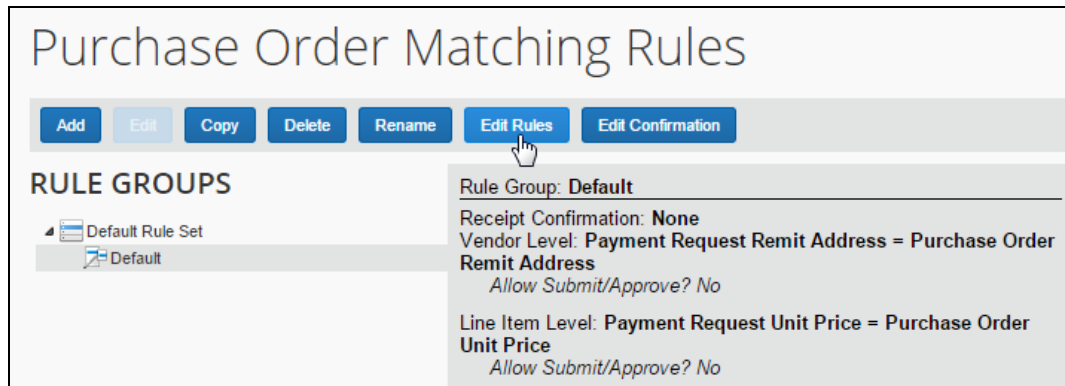 Purchase Order Matching Rules
Add Edit Copy Delete Rename Edit Rules Edit Confirmation
RULE GROUPS
Default Rule Set
Default
Rule Group: Default
Receipt Confirmation: None
Vendor Level: Payment Request Remit Address = Purchase Order
Remit Address
Allow Submit/Approve? No
Line Item Level: Payment Request Unit Price = Purchase Order
Unit Price
Allow Submit/Approve? No